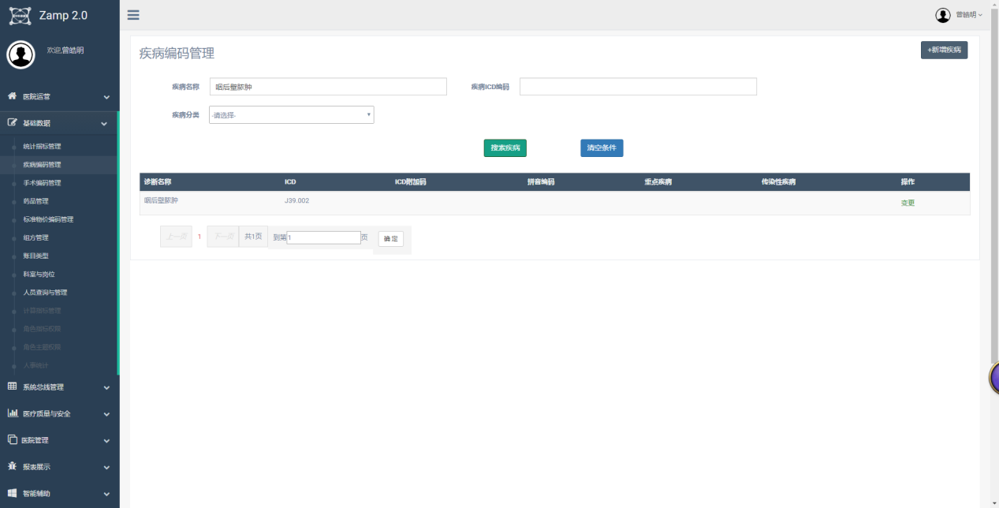 Zamp 2.0
曾皓明
欢迎,曾皓明
疾病编码管理
+新增疾病
疾病名称 咽后壁脓肿 疾病ICD编码
疾病分类 -请选择-
搜索疾病 清空条件
诊断名称 ICD ICD附加码 拼音编码 重点疾病 传染性疾病 操作
咽后壁脓肿 J39.002 变更
上一页 1 下一页 共1页 到第 1 页 确定
医院运营
基础数据
统计指标管理
疾病编码管理
手术编码管理
药品管理
标准物价编码管理
组方管理
账目类型
科室与岗位
人员查询与管理
计算指标管理
角色指标权限
角色主题权限
人事统计
系统总线管理
医疗质量与安全
医院管理
报表展示
智能辅助